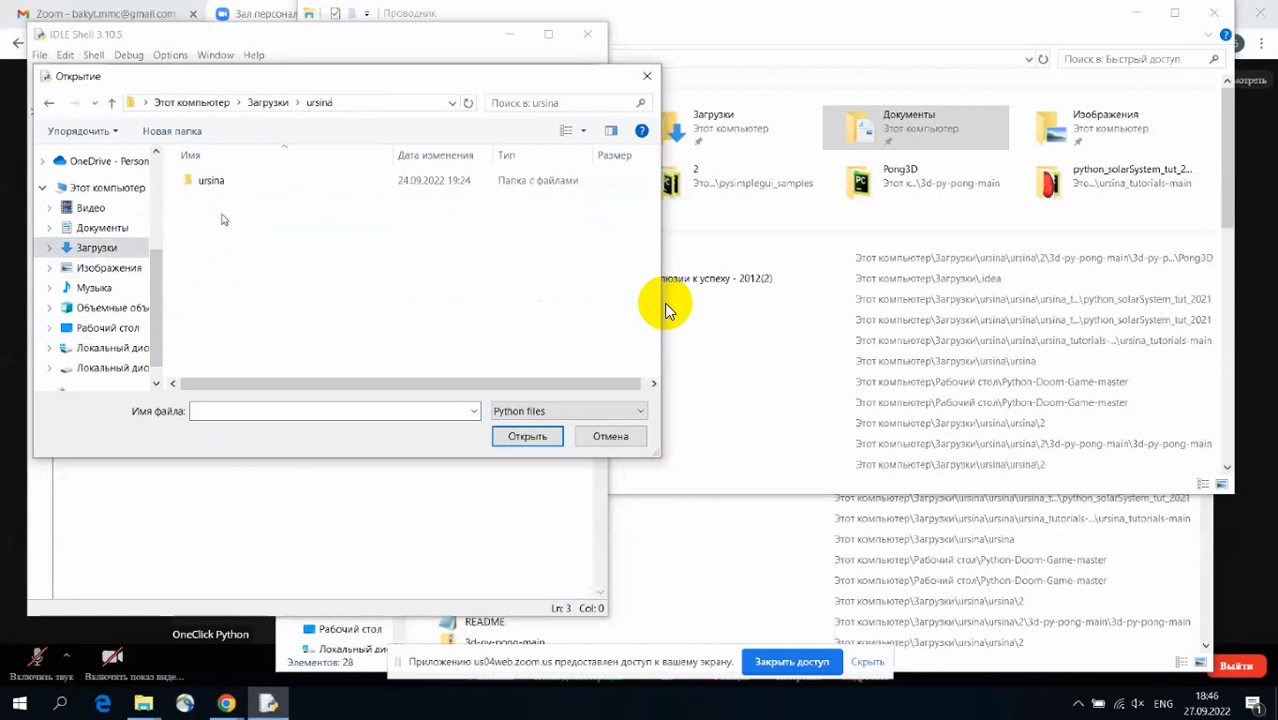 Zoom – bakyt.mmc@gmail.com
Зал персонал
Проводник
IDLE Shell 3.10.5
File Edit Shell Debug Options Window Help
Открытие
Этот компьютер > Загрузки > ursina
Поиск в: ursina
Поиск в: Быстрый доступ
отреть
Упорядочить
Новая папка
Имя
Дата изменения
Тип
Размер
ursina
24.09.2022 19:24
Папка с файлами
OneDrive - Person
Этот компьютер
Видео
Документы
Загрузки
Изображения
Музыка
Объемные объ
Рабочий стол
Локальный дис
Локальный дис
Имя файла:
Python files
Открыть
Отмена
Загрузки
Этот компьютер
Документы
Этот компьютер
Изображения
Этот компьютер
2
Это...\pysimplegui_samples
Pong3D
Этот к...\3d-py-pong-main
python_solarSystem_tut_2...
Это...\ursina_tutorials-main
люзии к успеху - 2012(2)
Этот компьютер\Загрузки\ursina\ursina\2\3d-py-pong-main\3d-py-p...\Pong3D
Этот компьютер\Загрузки\.idea
Этот компьютер\Загрузки\ursina\ursina\ursina_t...\python_solarSystem_tut_2021
Этот компьютер\Загрузки\ursina\ursina\ursina_t...\python_solarSystem_tut_2021
Этот компьютер\Загрузки\ursina\ursina\ursina_tutorials-...\ursina_tutorials-main
Этот компьютер\Загрузки\ursina\ursina
Этот компьютер\Рабочий стол\Python-Doom-Game-master
Этот компьютер\Рабочий стол\Python-Doom-Game-master
Этот компьютер\Загрузки\ursina\ursina\2
Этот компьютер\Загрузки\ursina\ursina\2\3d-py-pong-main\3d-py-pong-main
Этот компьютер\Загрузки\ursina\ursina\2
Этот компьютер\Загрузки\ursina\ursina\ursina_t...\python_solarSystem_tut_2021
Этот компьютер\Загрузки\ursina\ursina\ursina_tutorials-...\ursina_tutorials-main
Этот компьютер\Загрузки\ursina\ursina
Этот компьютер\Рабочий стол\Python-Doom-Game-master
Этот компьютер\Рабочий стол\Python-Doom-Game-master
Этот компьютер\Загрузки\ursina\ursina\2
Этот компьютер\Загрузки\ursina\ursina\2\3d-py-pong-main\3d-py-pong-main
Этот компьютер\Загрузки\ursina\ursina\2
Ln: 3 Col: 0
README
3d-py-pong-main
Рабочий стол
Локальный дис
Элементов: 28
OneClick Python
Включить звук
Включить показ виде...
Приложению us04web.zoom.us предоставлен доступ к вашему экрану.
Закрыть доступ
Скрыть
Выйти
ENG
18:46
27.09.2022
1